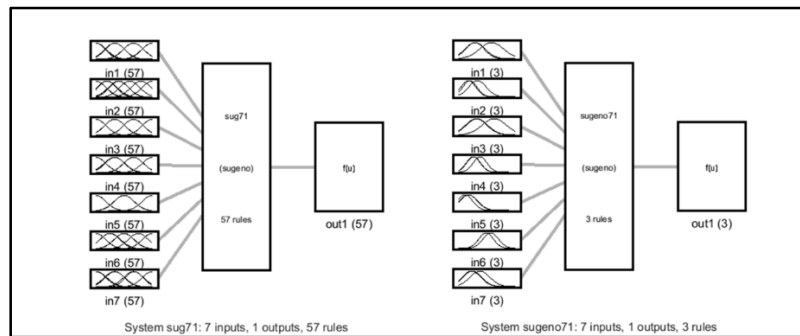 in1 (57)
in2 (57)
in3 (57)
in4 (57)
in5 (57)
in6 (57)
in7 (57)
sug71
(sugeno)
57 rules
f(u)
out1 (57)
System sug71: 7 inputs, 1 outputs, 57 rules
in1 (3)
in2 (3)
in3 (3)
in4 (3)
in5 (3)
in6 (3)
in7 (3)
sugeno71
(sugeno)
3 rules
f(u)
out1 (3)
System sugeno71: 7 inputs, 1 outputs, 3 rules